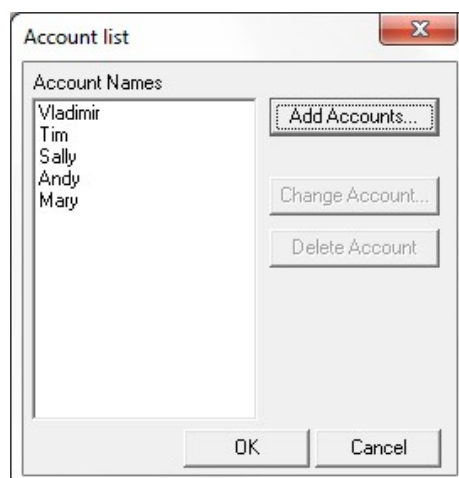 Account list
Account Names
Vladimir
Tim
Sally
Andy
Mary
Add Accounts...
Change Account...
Delete Account
OK
Cancel